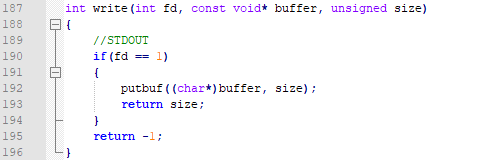 187 int write(int fd, const void* buffer, unsigned size)
188 {
189 //STDOUT
190 if(fd == 1)
191 {
192 putbuf((char*)buffer, size);
193 return size;
194 }
195 return -1;
196 }